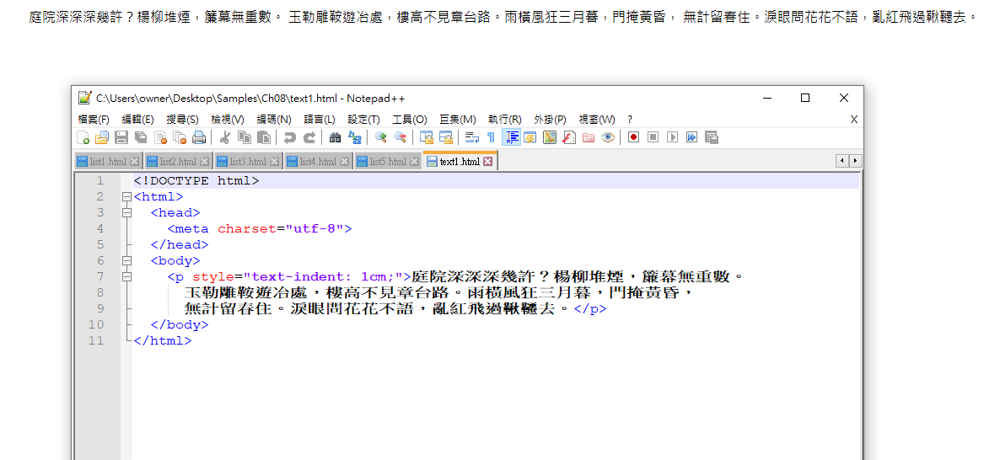 庭院深深深幾許？楊柳堆煙，簾幕無重數。 玉勒雕鞍遊冶處，樓高不見章台路。雨橫風狂三月暮，門掩黃昏， 無計留春住。淚眼問花花不語，亂紅飛過鞦韆去。
C:\Users\owner\Desktop\Samples\Ch08\text1.html - Notepad++
檔案(F) 編輯(E) 搜尋(S) 檢視(V) 編碼(N) 語言(L) 設定(T) 工具(O) 巨集(M) 執行(R) 外掛(P) 視窗(W) ? X
list1.html list2.html list3.html list4.html list5.html text1.html
1 <!DOCTYPE html>
2 <html>
3 <head>
4 <meta charset="utf-8">
5 </head>
6 <body>
7 <p style="text-indent: 1cm;">庭院深深深幾許？楊柳堆煙，簾幕無重數。
8 玉勒雕鞍遊冶處，樓高不見章台路。雨橫風狂三月暮，門掩黃昏，
9 無計留春住。淚眼問花花不語，亂紅飛過鞦韆去。</p>
10 </body>
11 </html>